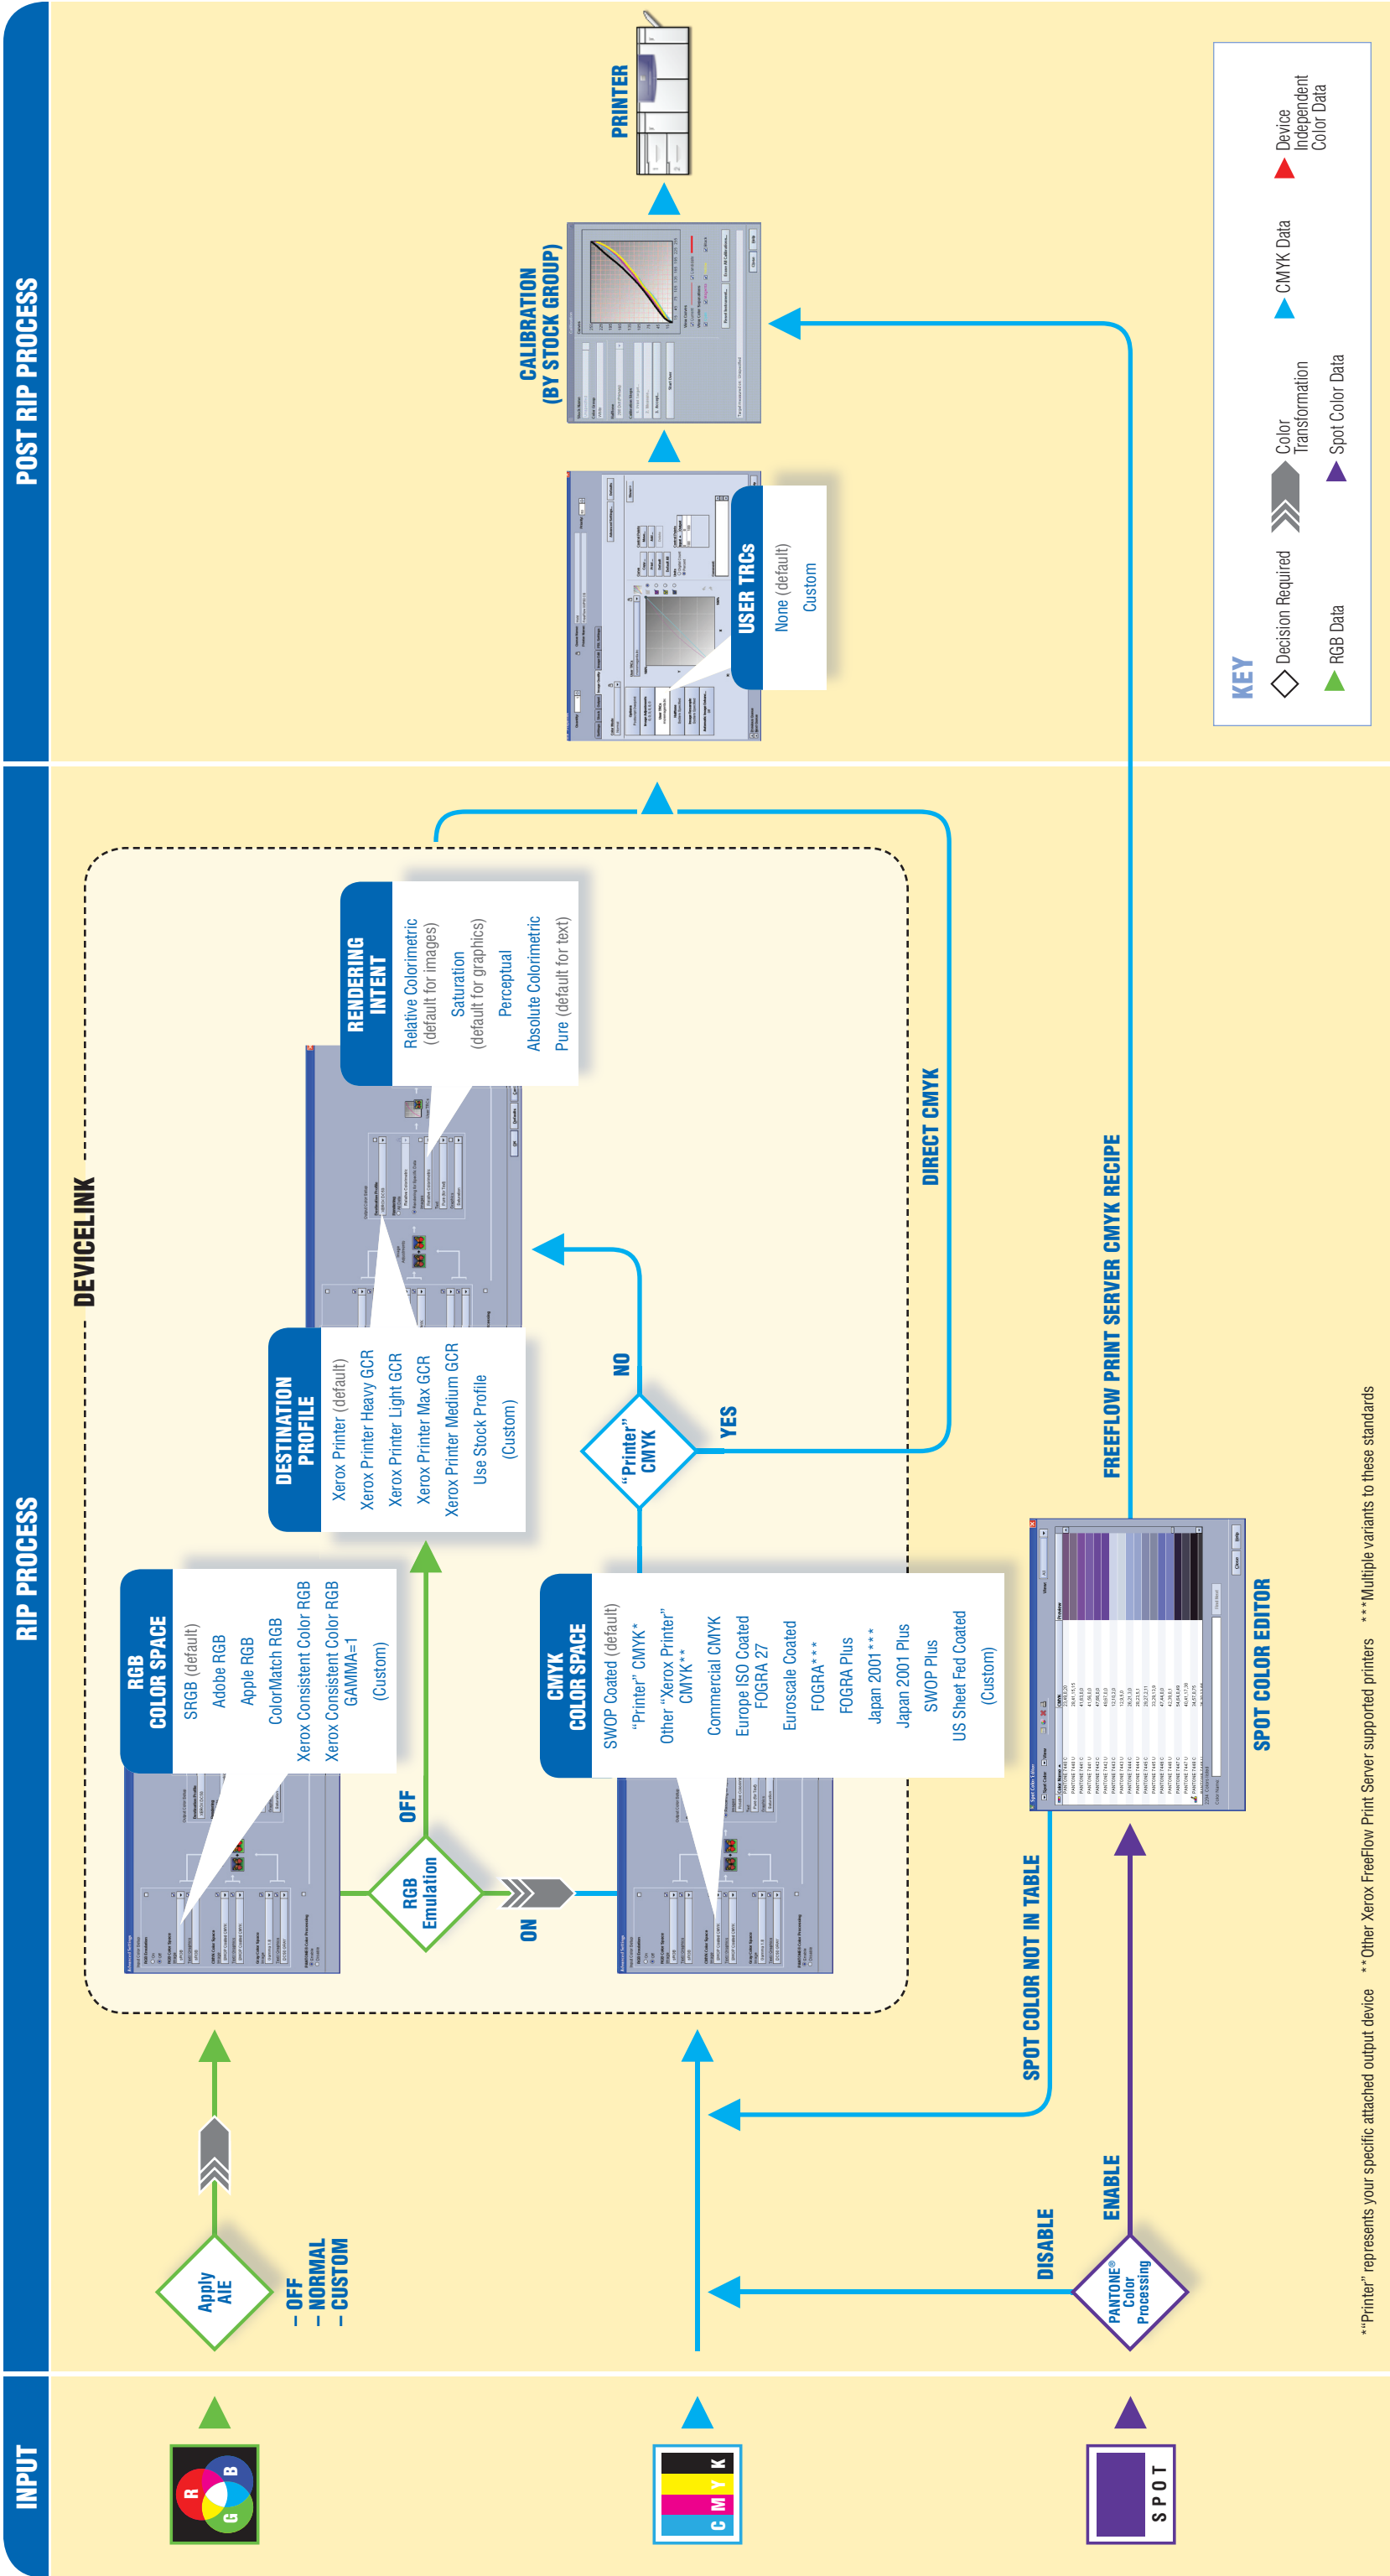 INPUT
RIP PROCESS
POST RIP PROCESS
R
G
B
Apply
AIE
– OFF
– NORMAL
– CUSTOM
DEVICELINK
RGB
COLOR SPACE
SRGB (default)
Adobe RGB
Apple RGB
ColorMatch RGB
Xerox Consistent Color RGB
Xerox Consistent Color RGB
GAMMA=1
(Custom)
RGB
Emulation
OFF
ON
DESTINATION
PROFILE
Xerox Printer (default)
Xerox Printer Heavy GCR
Xerox Printer Light GCR
Xerox Printer Max GCR
Xerox Printer Medium GCR
Use Stock Profile
(Custom)
RENDERING
INTENT
Relative Colorimetric
(default for images)
Saturation
(default for graphics)
Perceptual
Absolute Colorimetric
Pure (default for text)
C M Y K
CMYK
COLOR SPACE
SWOP Coated (default)
“Printer” CMYK*
Other “Xerox Printer”
CMYK**
Commercial CMYK
Europe ISO Coated
FOGRA 27
Euroscale Coated
FOGRA***
FOGRA Plus
Japan 2001***
Japan 2001 Plus
SWOP Plus
US Sheet Fed Coated
(Custom)
“Printer”
CMYK
NO
YES
DIRECT CMYK
USER TRCs
None (default)
Custom
CALIBRATION
(BY STOCK GROUP)
PRINTER
SPOT
PANTONE®
Color
Processing
DISABLE
ENABLE
SPOT COLOR NOT IN TABLE
SPOT COLOR EDITOR
FREEFLOW PRINT SERVER CMYK RECIPE
KEY
Decision Required
Color
Transformation
CMYK Data
Device
Independent
Color Data
RGB Data
Spot Color Data
*“Printer” represents your specific attached output device **Other Xerox FreeFlow Print Server supported printers ***Multiple variants to these standards